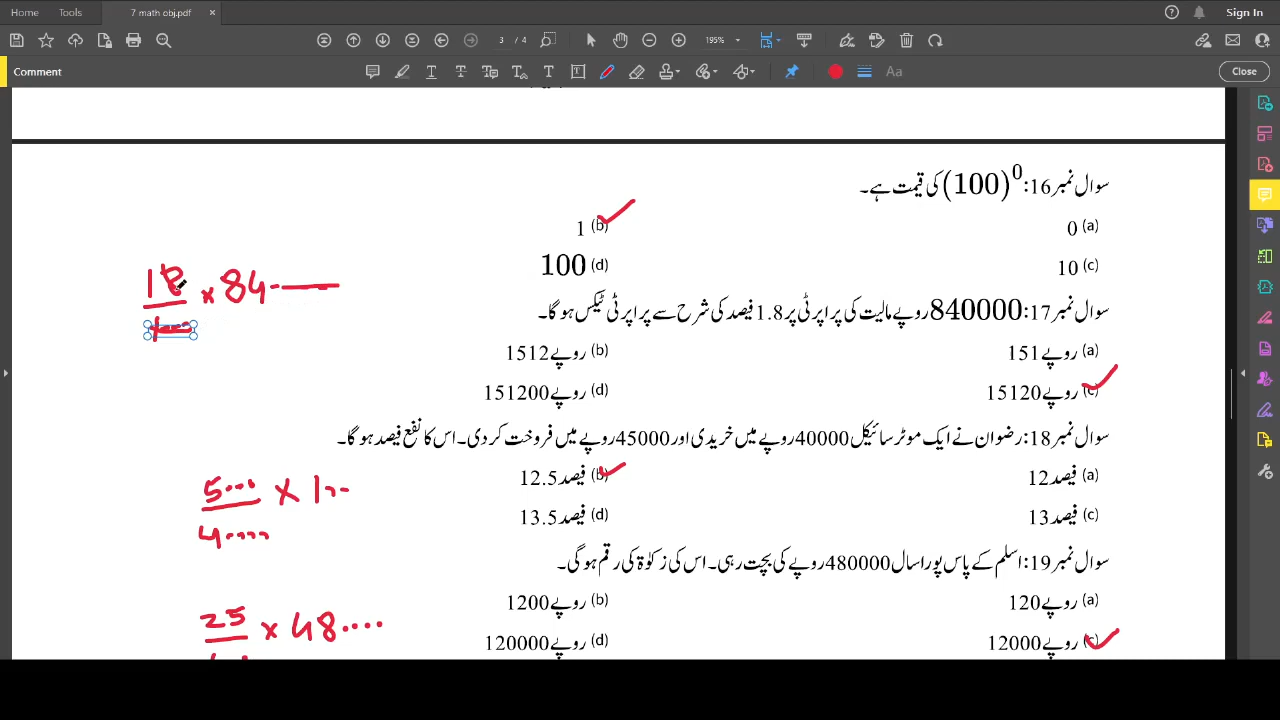 Home Tools 7 math obj.pdf × Sign In
3 / 4 195%
Comment Close
سوال نمبر 16: (100)⁰ کی قیمت ہے۔
(a) 0 (b) 1
(c) 10 (d) 100
سوال نمبر 17: 840000 روپے مالیت کی پراپرٹی پر 1.8 فیصد کی شرح سے پراپرٹی ٹیکس ہو گا۔
(a) 151 روپے (b) 1512 روپے
(c) 15120 روپے (d) 151200 روپے
سوال نمبر 18: رضوان نے ایک موٹر سائیکل 40000 روپے میں خریدی اور 45000 روپے میں فروخت کر دی۔ اس کا نفع فیصد ہو گا۔
(a) 12 فیصد (b) 12.5 فیصد
(c) 13 فیصد (d) 13.5 فیصد
سوال نمبر 19: اسلم کے پاس پورا سال 480000 روپے کی بچت رہی۔ اس کی زکوٰۃ کی رقم ہو گی۔
(a) 120 روپے (b) 1200 روپے
(c) 12000 روپے (d) 120000 روپے
18
× 84
5....
× 1
4.....
25
× 48....